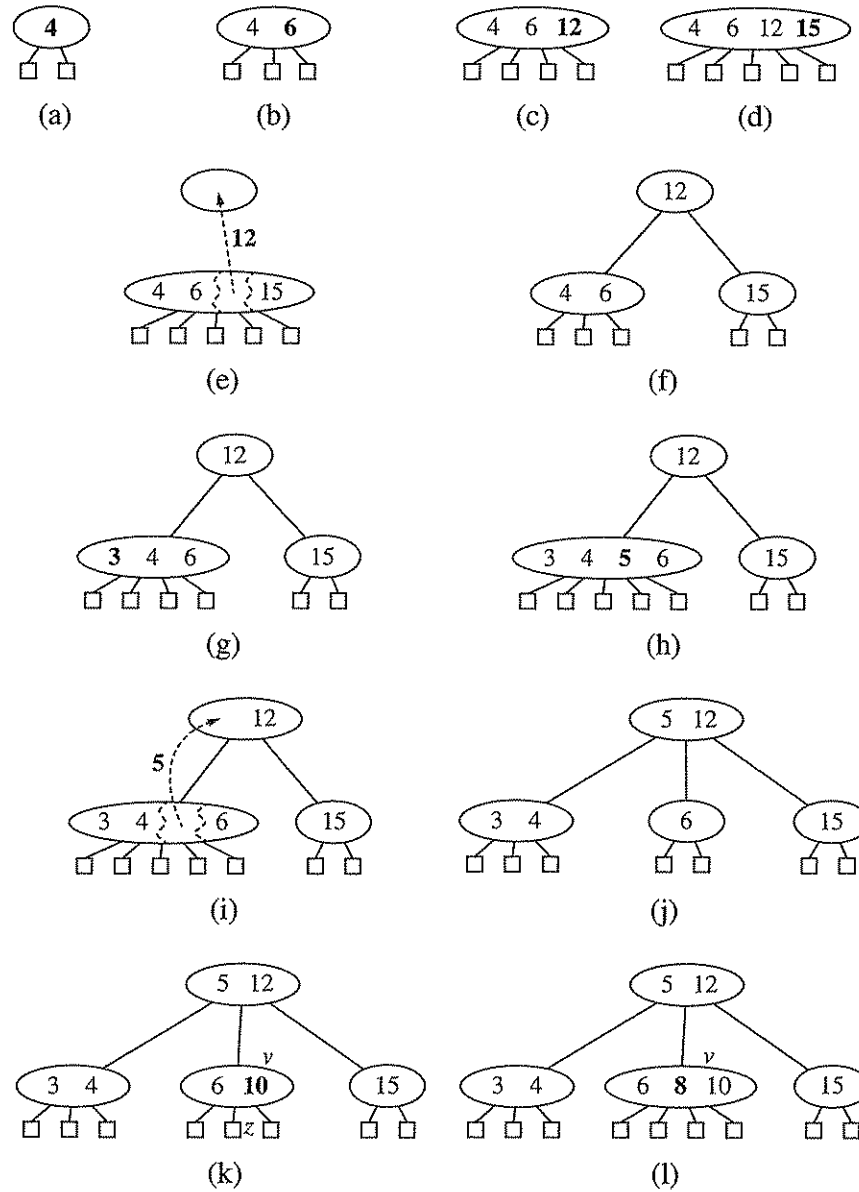 4 4 6 4 6 12 4 6 12 15
(a) (b) (c) (d)
12
12
4 6 15 4 6 15
(e) (f)
12 12
3 4 6 15 3 4 5 6 15
(g) (h)
12 5 12
5
3 4 6 15 3 4 6 15
(i) (j)
5 12 5 12
v v
3 4 6 10 15 3 4 6 8 10 15
z
(k) (l)